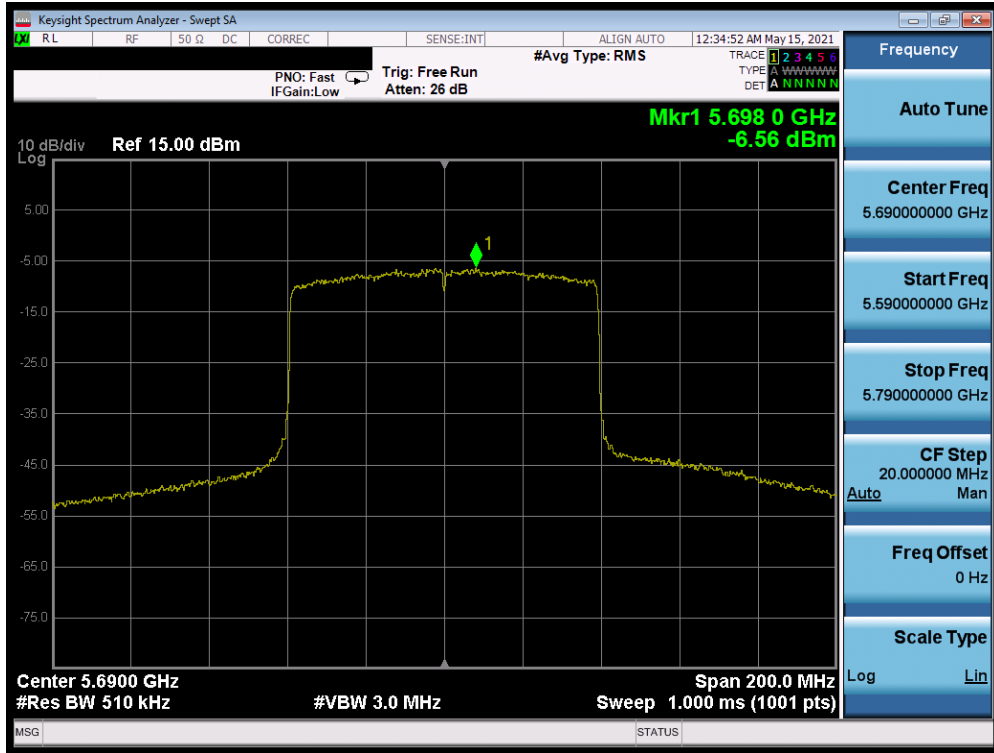 Keysight Spectrum Analyzer - Swept SA
LXI RL RF 50 Ω DC CORREC SENSE:INT ALIGN AUTO 12:34:52 AM May 15, 2021
#Avg Type: RMS
TRACE 1 2 3 4 5 6
TYPE A WWWWW
DET A N N N N N
PNO: Fast
IFGain:Low
Trig: Free Run
Atten: 26 dB
Mkr1 5.698 0 GHz
-6.56 dBm
10 dB/div
Log
Ref 15.00 dBm
5.00
-5.00
-15.0
-25.0
-35.0
-45.0
-55.0
-65.0
-75.0
1
Center 5.6900 GHz
Span 200.0 MHz
#Res BW 510 kHz
#VBW 3.0 MHz
Sweep 1.000 ms (1001 pts)
MSG
STATUS
Frequency
Auto Tune
Center Freq
5.690000000 GHz
Start Freq
5.590000000 GHz
Stop Freq
5.790000000 GHz
CF Step
20.000000 MHz
Auto Man
Freq Offset
0 Hz
Scale Type
Log Lin